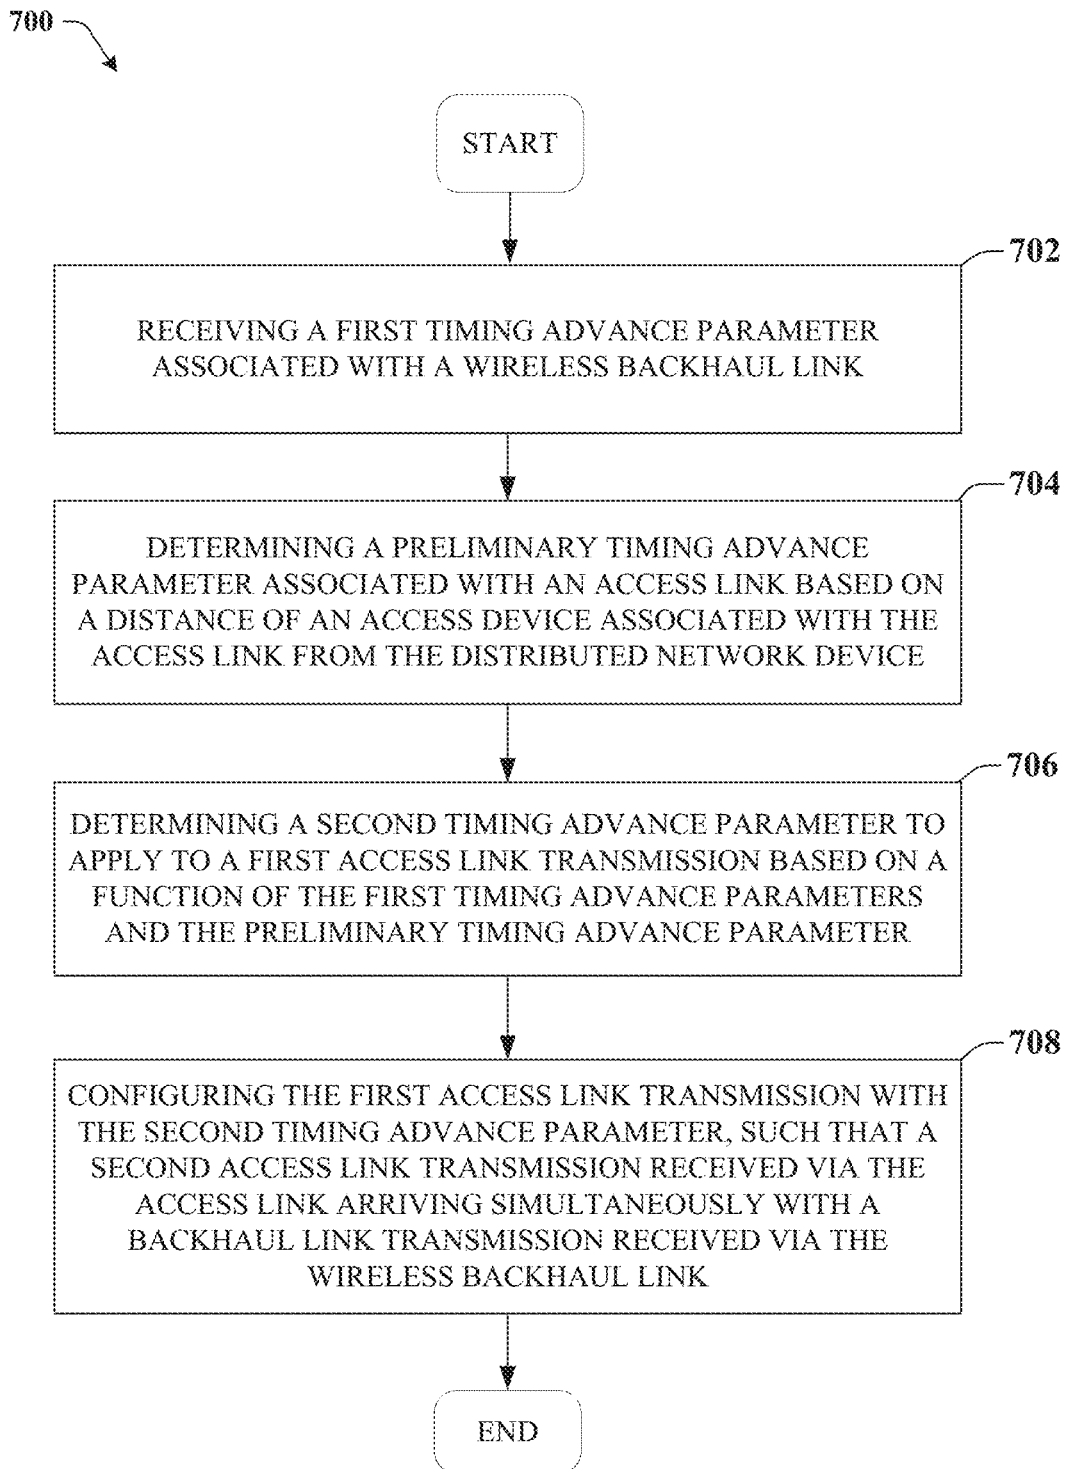 700
START
702
RECEIVING A FIRST TIMING ADVANCE PARAMETER
ASSOCIATED WITH A WIRELESS BACKHAUL LINK
704
DETERMINING A PRELIMINARY TIMING ADVANCE
PARAMETER ASSOCIATED WITH AN ACCESS LINK BASED ON
A DISTANCE OF AN ACCESS DEVICE ASSOCIATED WITH THE
ACCESS LINK FROM THE DISTRIBUTED NETWORK DEVICE
706
DETERMINING A SECOND TIMING ADVANCE PARAMETER TO
APPLY TO A FIRST ACCESS LINK TRANSMISSION BASED ON A
FUNCTION OF THE FIRST TIMING ADVANCE PARAMETERS
AND THE PRELIMINARY TIMING ADVANCE PARAMETER
708
CONFIGURING THE FIRST ACCESS LINK TRANSMISSION WITH
THE SECOND TIMING ADVANCE PARAMETER, SUCH THAT A
SECOND ACCESS LINK TRANSMISSION RECEIVED VIA THE
ACCESS LINK ARRIVING SIMULTANEOUSLY WITH A
BACKHAUL LINK TRANSMISSION RECEIVED VIA THE
WIRELESS BACKHAUL LINK
END